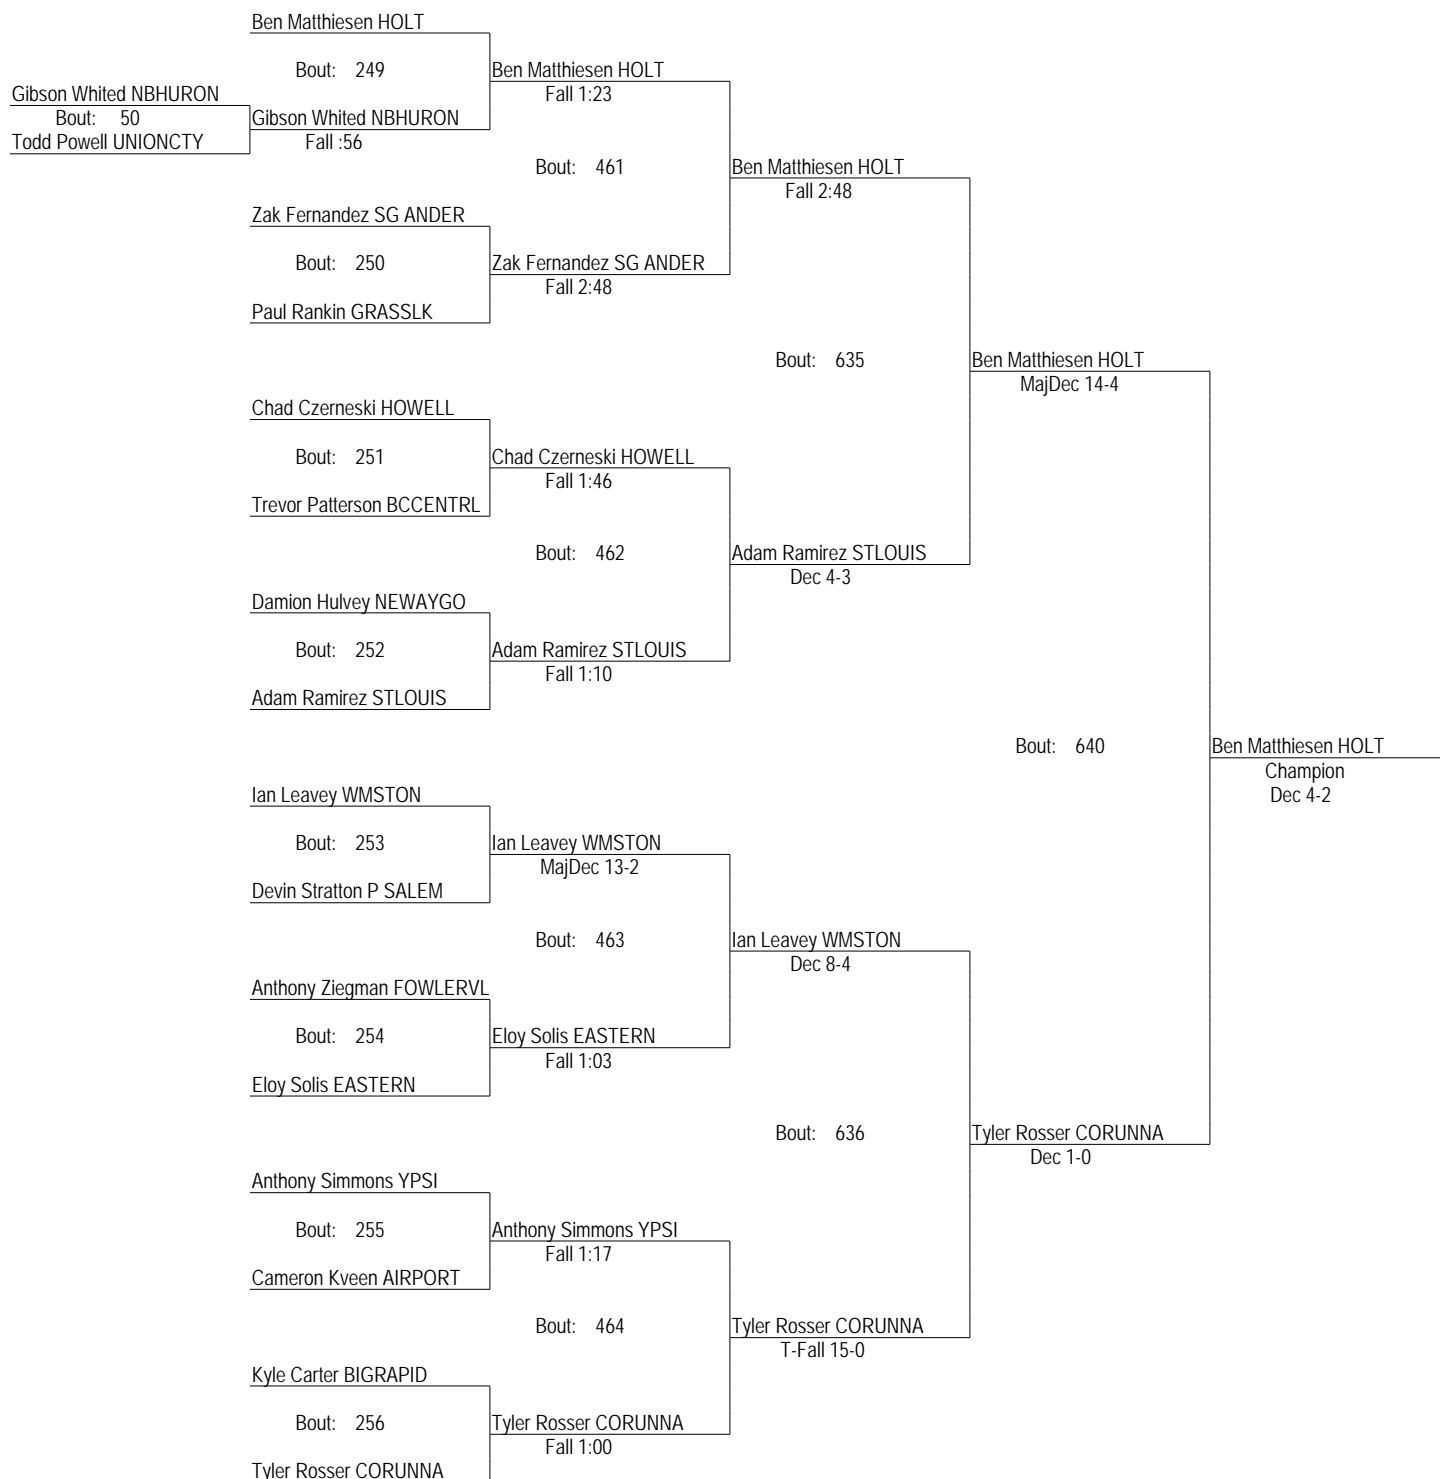 Ben Matthiesen HOLT
Bout: 249
Ben Matthiesen HOLT
Fall 1:23
Gibson Whited NBHURON
Bout: 50
Gibson Whited NBHURON
Todd Powell UNIONCTY
Fall :56
Bout: 461
Ben Matthiesen HOLT
Fall 2:48
Zak Fernandez SG ANDER
Bout: 250
Zak Fernandez SG ANDER
Fall 2:48
Paul Rankin GRASSLK
Bout: 635
Ben Matthiesen HOLT
MajDec 14-4
Chad Czerneski HOWELL
Bout: 251
Chad Czerneski HOWELL
Fall 1:46
Trevor Patterson BCCENTRL
Bout: 462
Adam Ramirez STLOUIS
Dec 4-3
Damion Hulvey NEWAYGO
Bout: 252
Adam Ramirez STLOUIS
Fall 1:10
Adam Ramirez STLOUIS
Bout: 640
Ben Matthiesen HOLT
Champion
Dec 4-2
Ian Leavey WMSTON
Bout: 253
Ian Leavey WMSTON
MajDec 13-2
Devin Stratton P SALEM
Bout: 463
Ian Leavey WMSTON
Dec 8-4
Anthony Ziegman FOWLERVL
Bout: 254
Eloy Solis EASTERN
Fall 1:03
Eloy Solis EASTERN
Bout: 636
Tyler Rosser CORUNNA
Dec 1-0
Anthony Simmons YPSI
Bout: 255
Anthony Simmons YPSI
Fall 1:17
Cameron Kveen AIRPORT
Bout: 464
Tyler Rosser CORUNNA
T-Fall 15-0
Kyle Carter BIGRAPID
Bout: 256
Tyler Rosser CORUNNA
Fall 1:00
Tyler Rosser CORUNNA